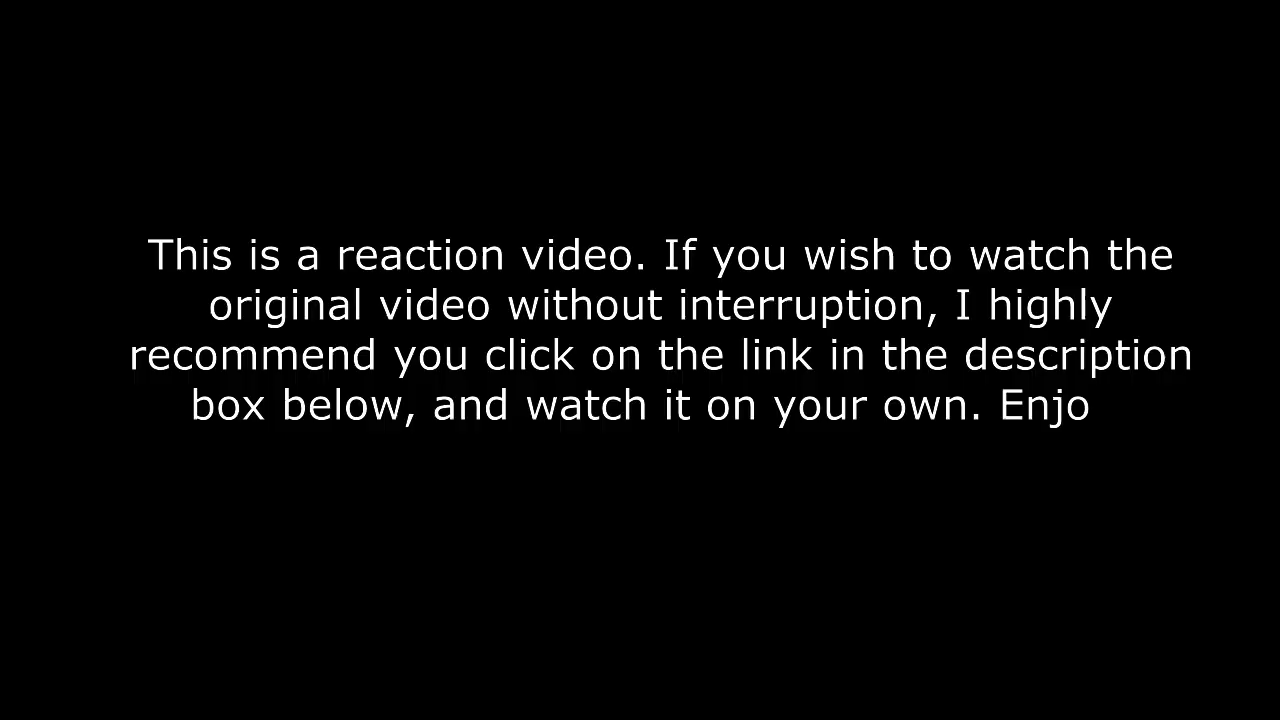 This is a reaction video. If you wish to watch the
original video without interruption, I highly
recommend you click on the link in the description
box below, and watch it on your own. Enjo